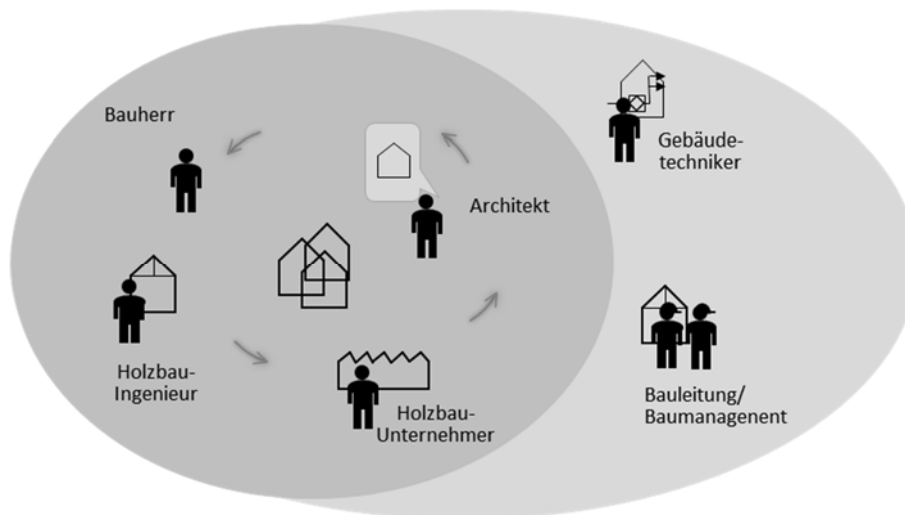 Bauherr
Architekt
Gebäude-
techniker
Holzbau-
Ingenieur
Holzbau-
Unternehmer
Bauleitung/
Baumanagenent